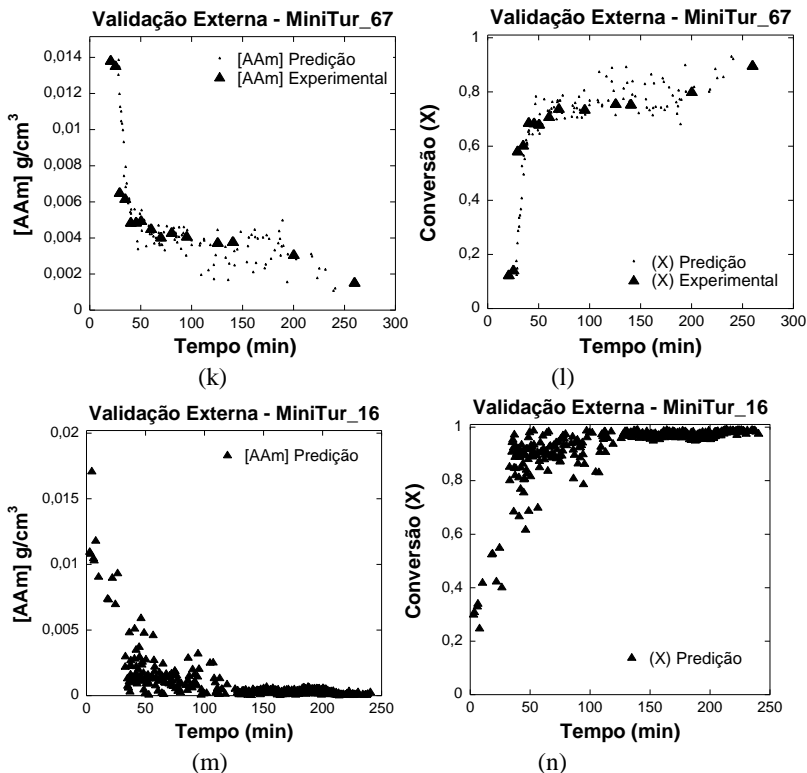 Validação Externa - MiniTur_67
[AAm] Predição
[AAm] Experimental
[AAm] g/cm³
0,014
0,012
0,01
0,008
0,006
0,004
0,002
0
0 50 100 150 200 250 300
Tempo (min)
(k)
Validação Externa - MiniTur_67
Conversão (X)
1
0,8
0,6
0,4
0,2
0
(X) Predição
(X) Experimental
0 50 100 150 200 250 300
Tempo (min)
(l)
Validação Externa - MiniTur_16
[AAm] Predição
[AAm] g/cm³
0,02
0,015
0,01
0,005
0
0 50 100 150 200 250
Tempo (min)
(m)
Validação Externa - MiniTur_16
Conversão (X)
1
0,8
0,6
0,4
0,2
0
(X) Predição
0 50 100 150 200 250
Tempo (min)
(n)